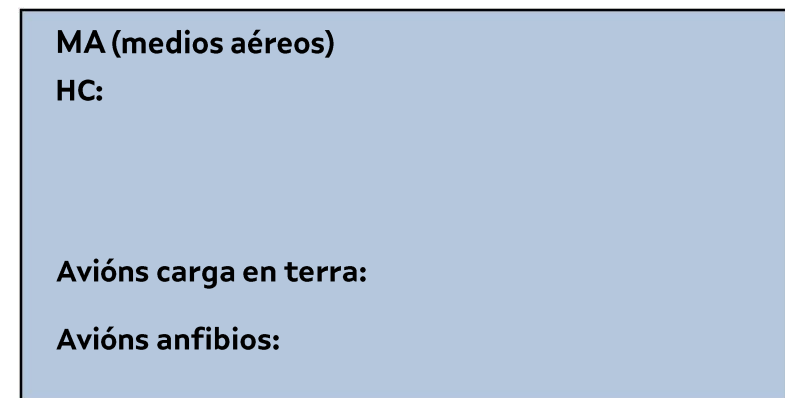 MA (medios aéreos)
HC:
Avións carga en terra:
Avións anfibios: